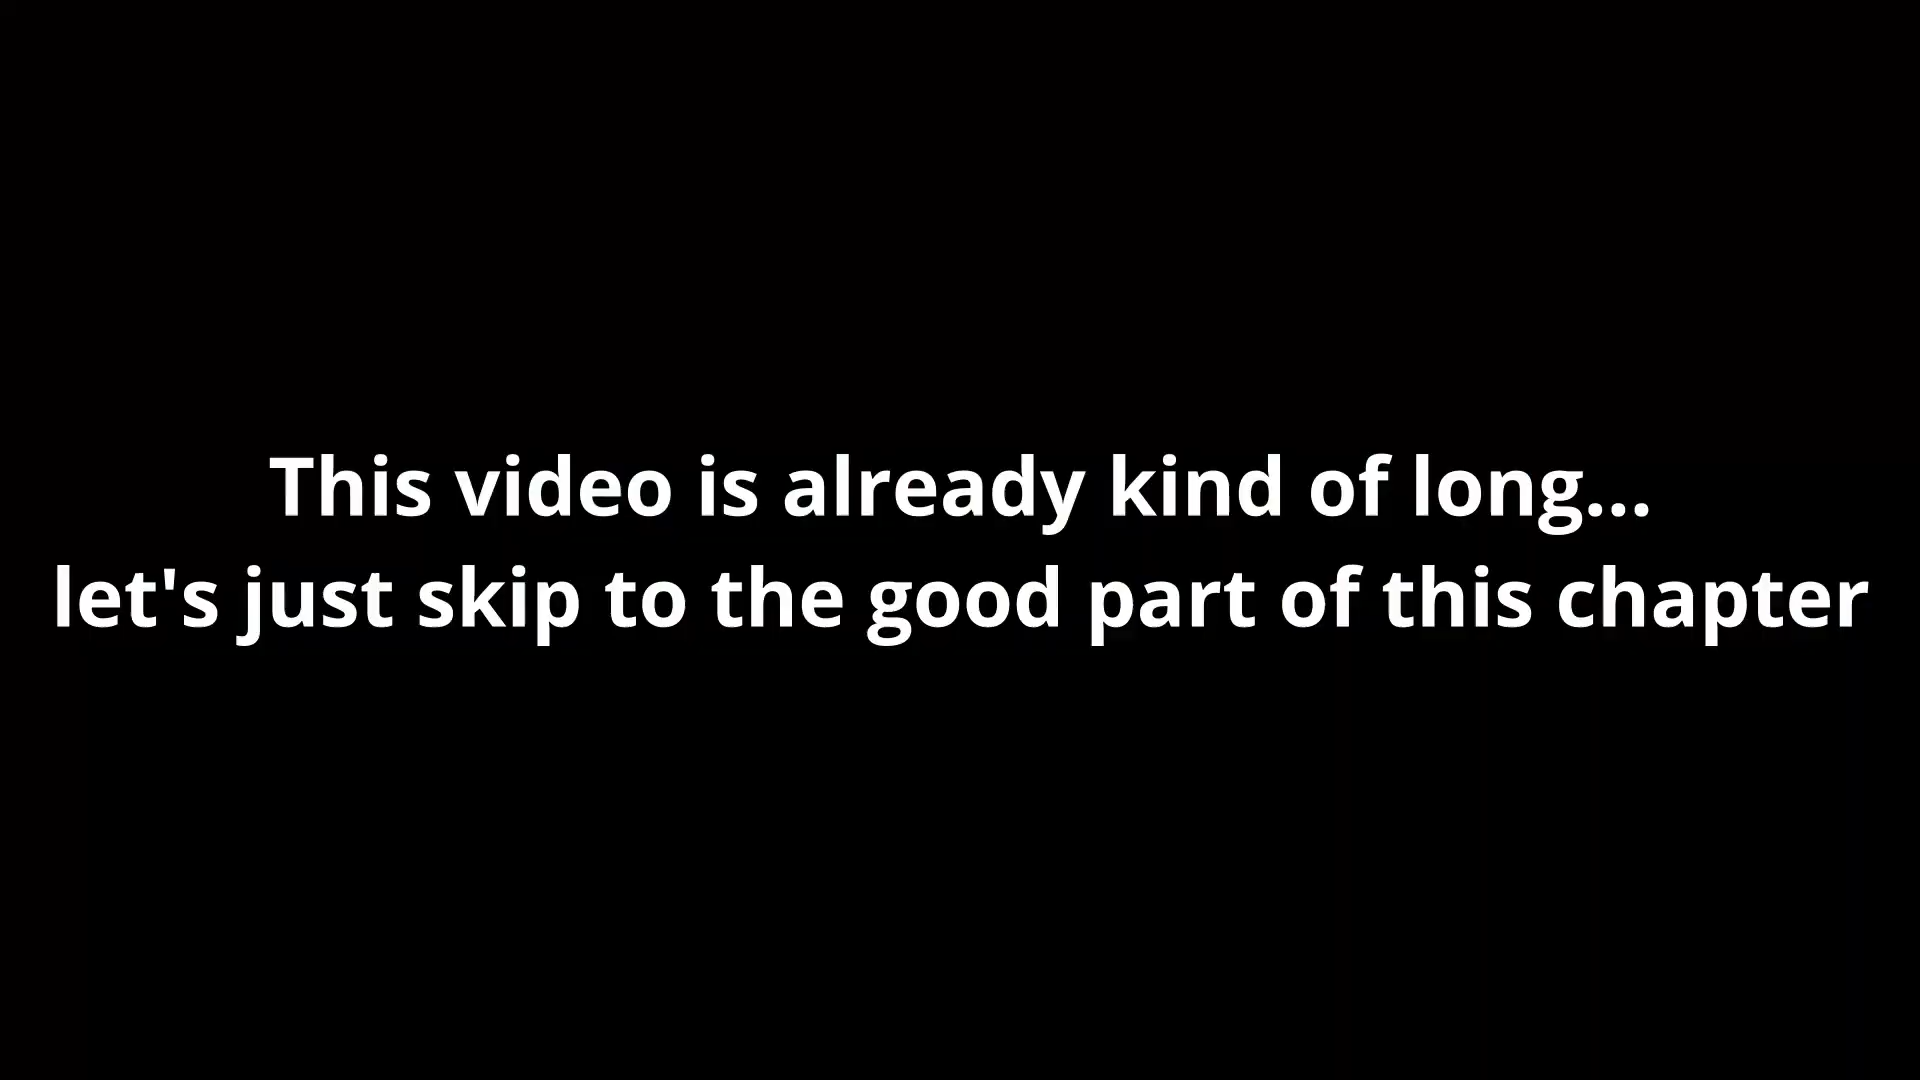 This video is already kind of long...
let's just skip to the good part of this chapter